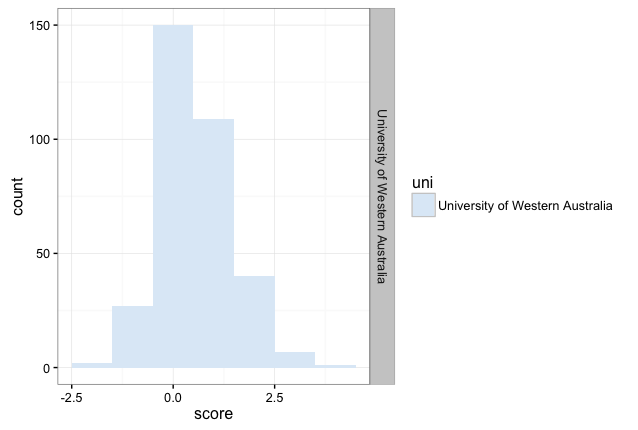 150
100
50
0
count
-2.5 0.0 2.5
score
University of Western Australia
uni
University of Western Australia